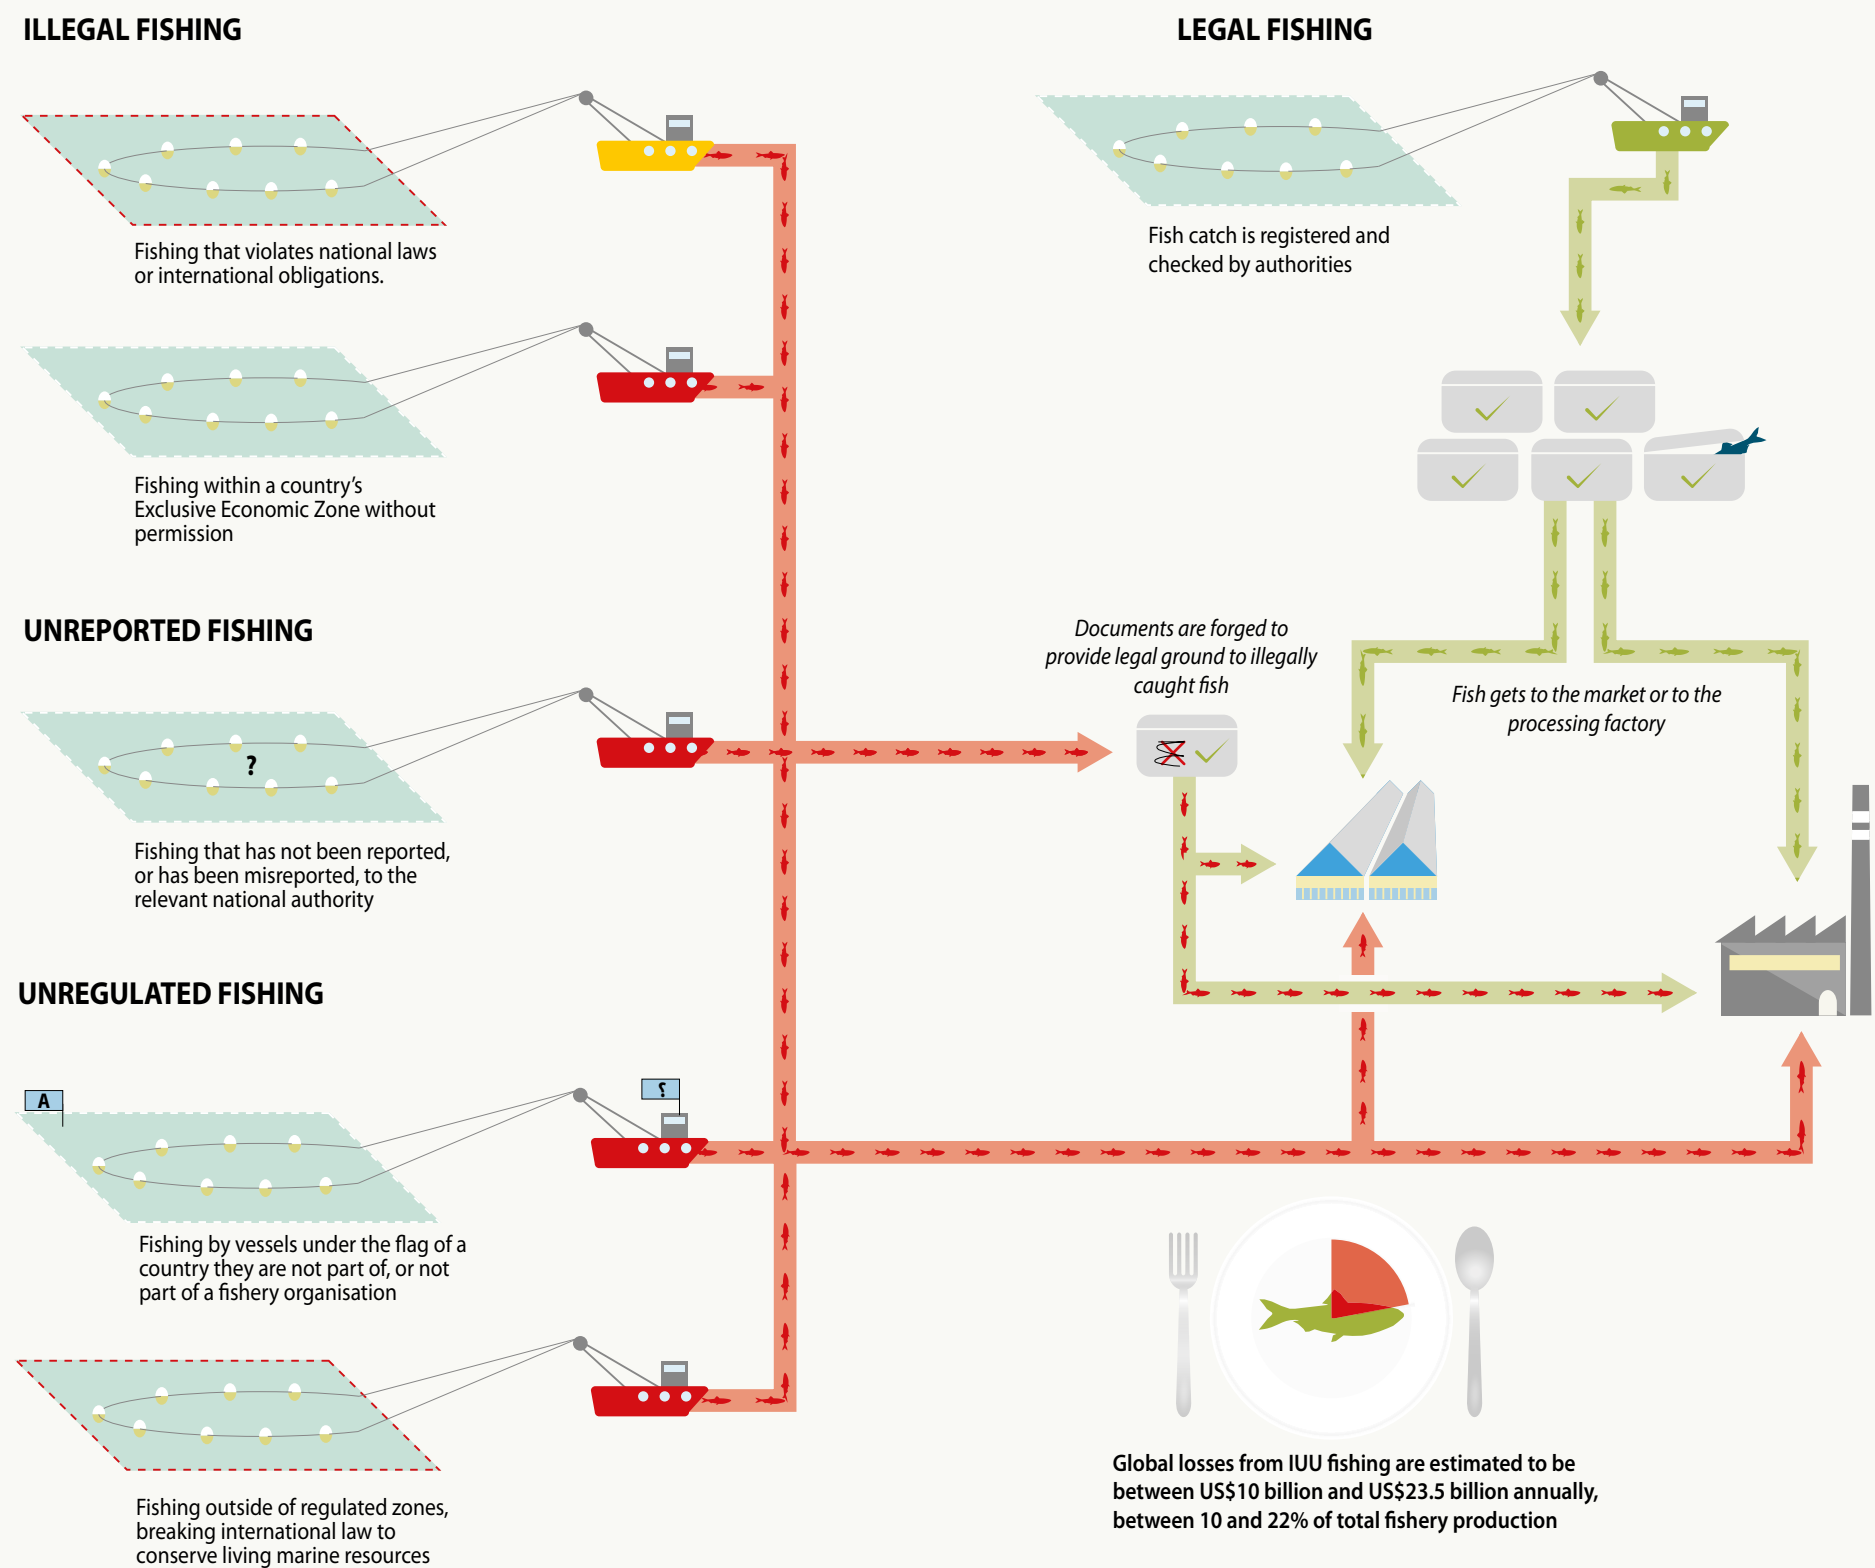 ILLEGAL FISHING
Fishing that violates national laws
or international obligations.
Fishing within a country's
Exclusive Economic Zone without
permission
UNREPORTED FISHING
?
Fishing that has not been reported,
or has been misreported, to the
relevant national authority
UNREGULATED FISHING
A
?
Fishing by vessels under the flag of a
country they are not part of, or not
part of a fishery organisation
Fishing outside of regulated zones,
breaking international law to
conserve living marine resources
LEGAL FISHING
Fish catch is registered and
checked by authorities
Documents are forged to
provide legal ground to illegally
caught fish
Fish gets to the market or to the
processing factory
Global losses from IUU fishing are estimated to be
between US$10 billion and US$23.5 billion annually,
between 10 and 22% of total fishery production